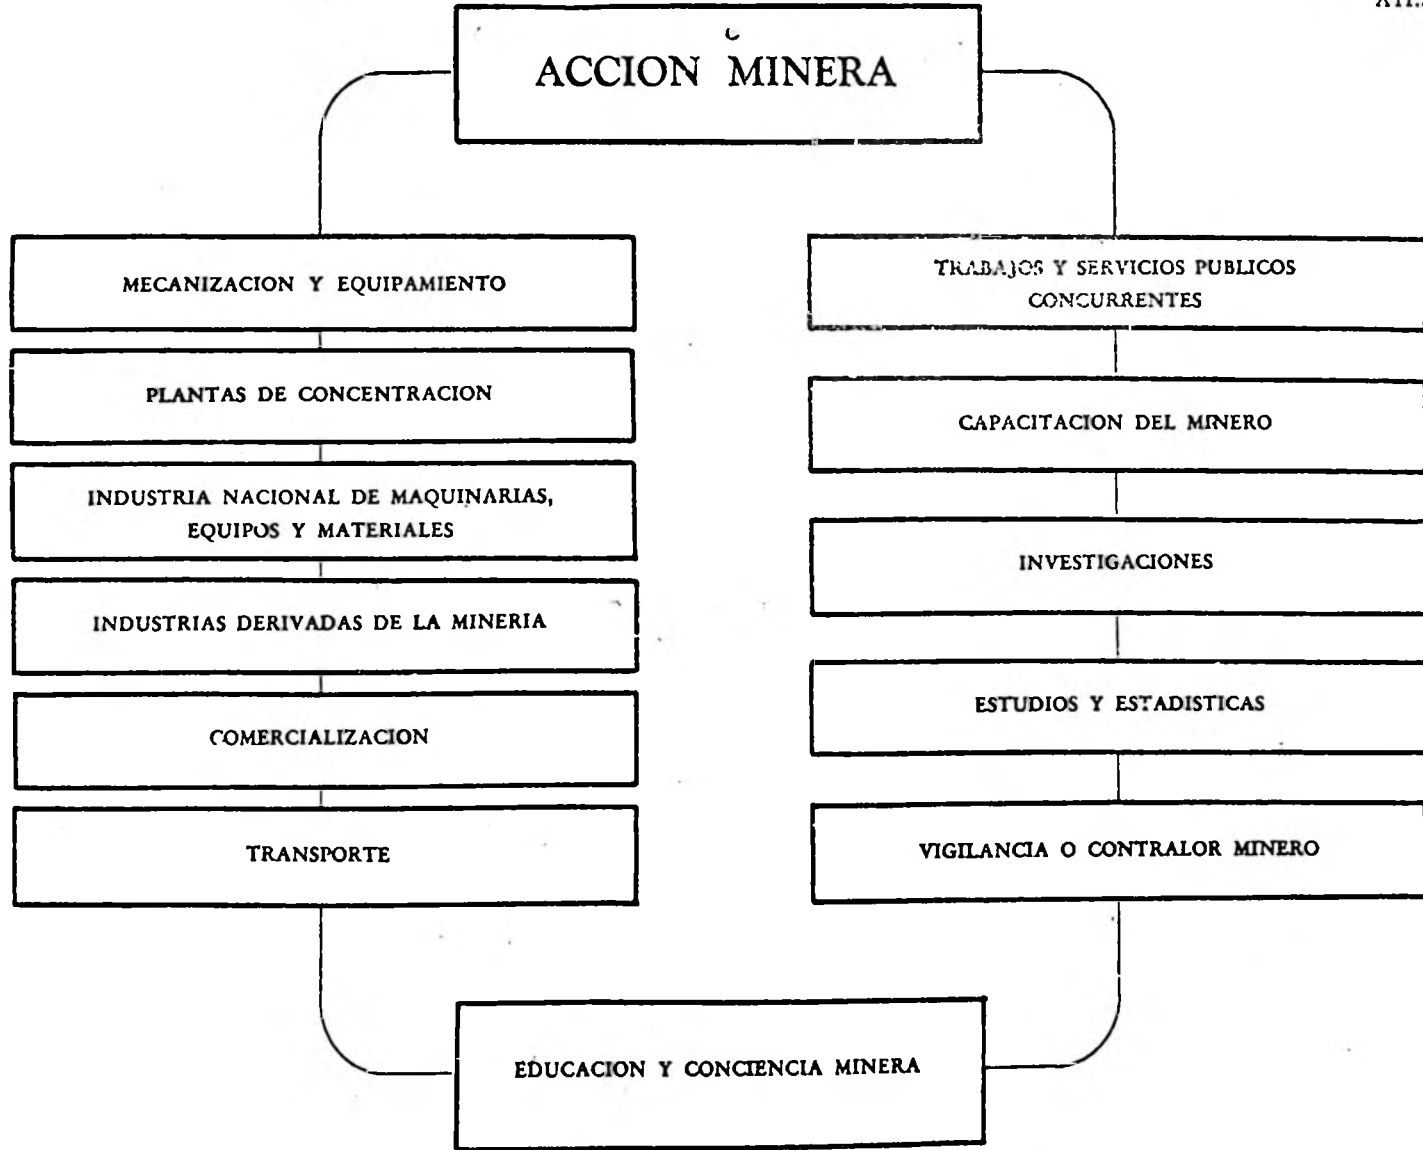 ACCION MINERA
MECANIZACION Y EQUIPAMIENTO
PLANTAS DE CONCENTRACION
INDUSTRIA NACIONAL DE MAQUINARIAS,
EQUIPOS Y MATERIALES
INDUSTRIAS DERIVADAS DE LA MINERIA
COMERCIALIZACION
TRANSPORTE
TRABAJOS Y SERVICIOS PUBLICOS
CONCURRENTES
CAPACITACION DEL MINERO
INVESTIGACIONES
ESTUDIOS Y ESTADISTICAS
VIGILANCIA O CONTRALOR MINERO
EDUCACION Y CONCIENCIA MINERA